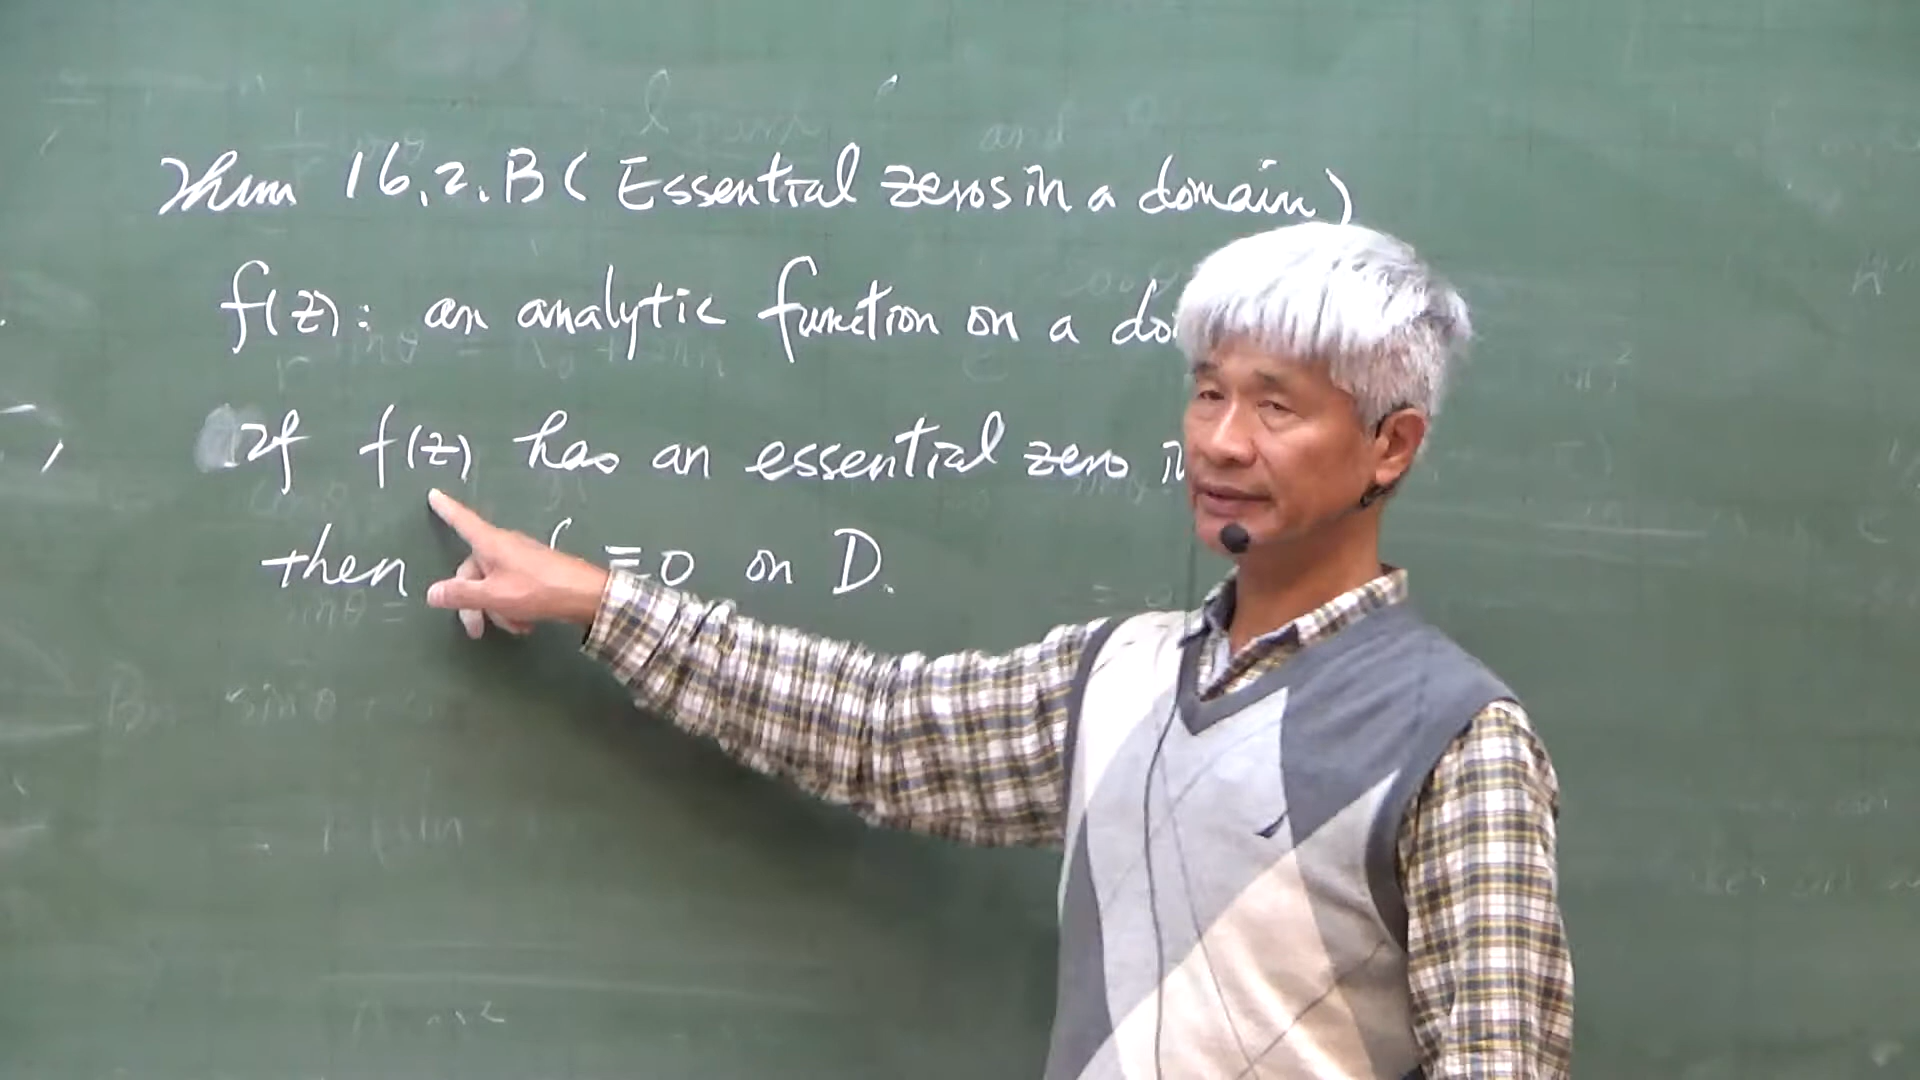 Thm 16.2.B ( Essential zeros in a domain )
f(z): an analytic function on a do
If f(z) has an essential zero i
then f ≡ 0 on D.